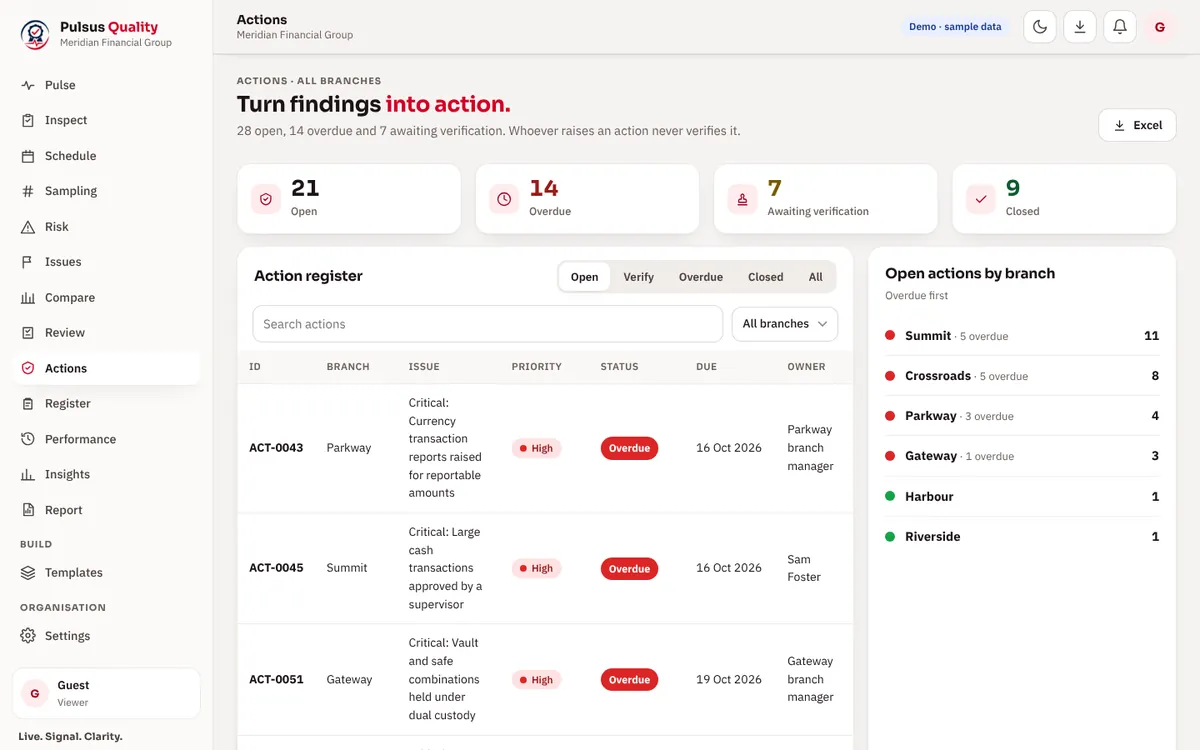 Pulsus Quality
Meridian Financial Group
Pulse
Inspect
Schedule
Sampling
Risk
Issues
Compare
Review
Actions
Register
Performance
Insights
Report
BUILD
Templates
ORGANISATION
Settings
G
Guest
Viewer
Live. Signal. Clarity.
Actions
Meridian Financial Group
Demo · sample data
G
ACTIONS · ALL BRANCHES
Turn findings into action.
28 open, 14 overdue and 7 awaiting verification. Whoever raises an action never verifies it.
Excel
21
Open
14
Overdue
7
Awaiting verification
9
Closed
Action register
Open Verify Overdue Closed All
Search actions
All branches
ID BRANCH ISSUE PRIORITY STATUS DUE OWNER
ACT-0043 Parkway
Critical:
Currency
transaction
reports raised
for reportable
amounts
High Overdue 16 Oct 2026
Parkway
branch
manager
ACT-0045 Summit
Critical: Large
cash
transactions
approved by a
supervisor
High Overdue 16 Oct 2026
Sam
Foster
ACT-0051 Gateway
Critical: Vault
and safe
combinations
held under
dual custody
High Overdue 19 Oct 2026
Gateway
branch
manager
Open actions by branch
Overdue first
Summit · 5 overdue 11
Crossroads · 5 overdue 8
Parkway · 3 overdue 4
Gateway · 1 overdue 3
Harbour 1
Riverside 1